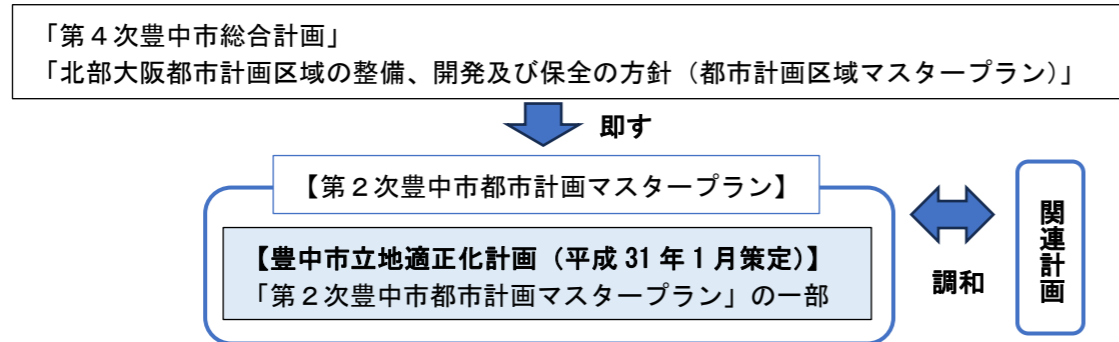 「第４次豊中市総合計画」
「北部大阪都市計画区域の整備、開発及び保全の方針（都市計画区域マスタープラン）」
即す
【第２次豊中市都市計画マスタープラン】
【豊中市立地適正化計画（平成 31 年 1 月策定）】
「第２次豊中市都市計画マスタープラン」の一部
調和
関連計画